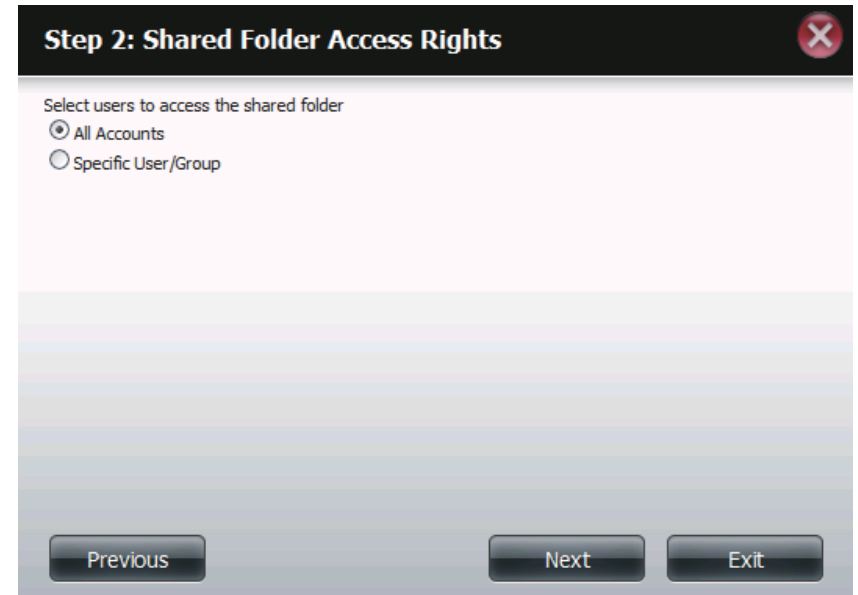 Step 2: Shared Folder Access Rights
Select users to access the shared folder
All Accounts
Specific User/Group
Previous Next Exit